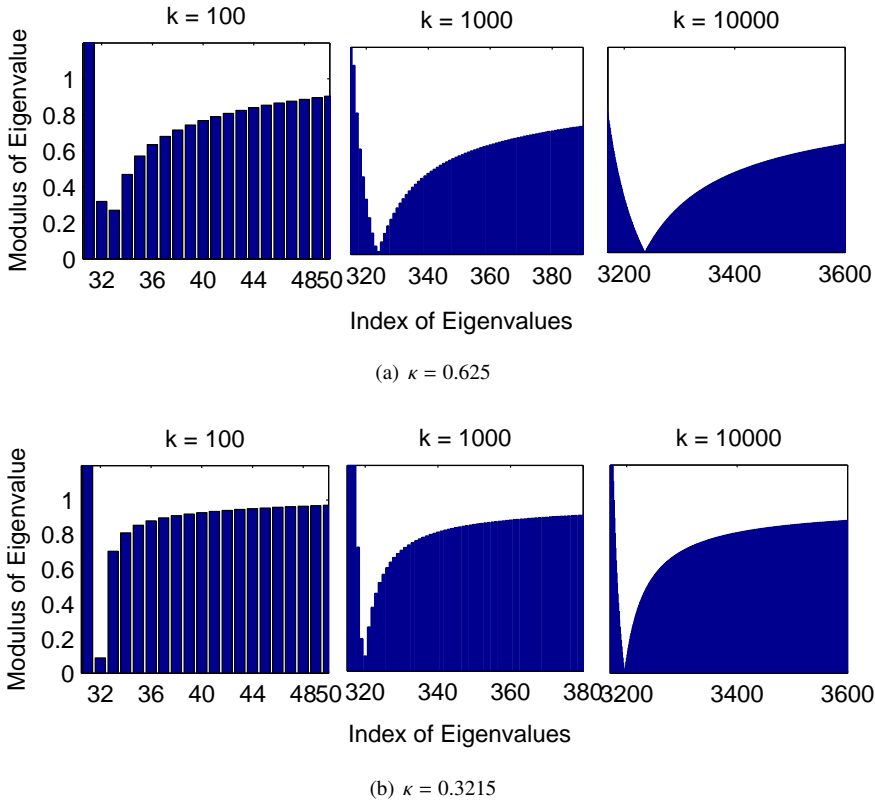 k = 100
k = 1000
k = 10000
Modulus of Eigenvalue
1
0.8
0.6
0.4
0.2
0
32 36 40 44 4850
320 340 360 380
3200 3400 3600
Index of Eigenvalues
(a) κ = 0.625
k = 100
k = 1000
k = 10000
Modulus of Eigenvalue
1
0.8
0.6
0.4
0.2
0
32 36 40 44 4850
320 340 360 380
3200 3400 3600
Index of Eigenvalues
(b) κ = 0.3215